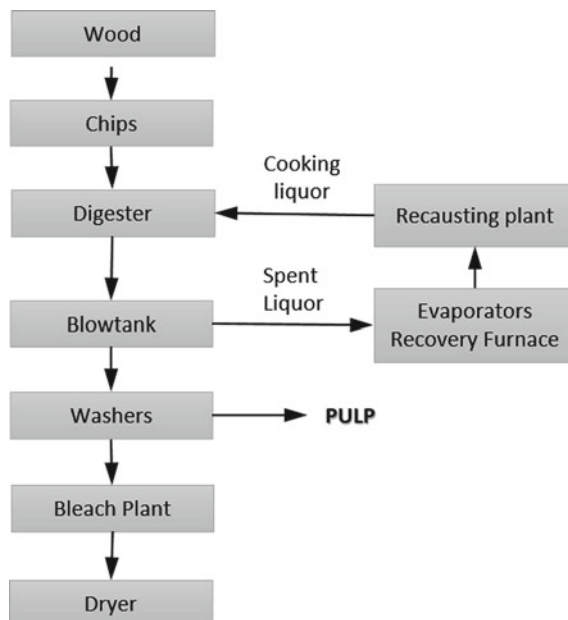 Wood
Chips
Cooking
liquor
Digester
Recausting plant
Spent
Liquor
Blowtank
Evaporators
Recovery Furnace
Washers
PULP
Bleach Plant
Dryer